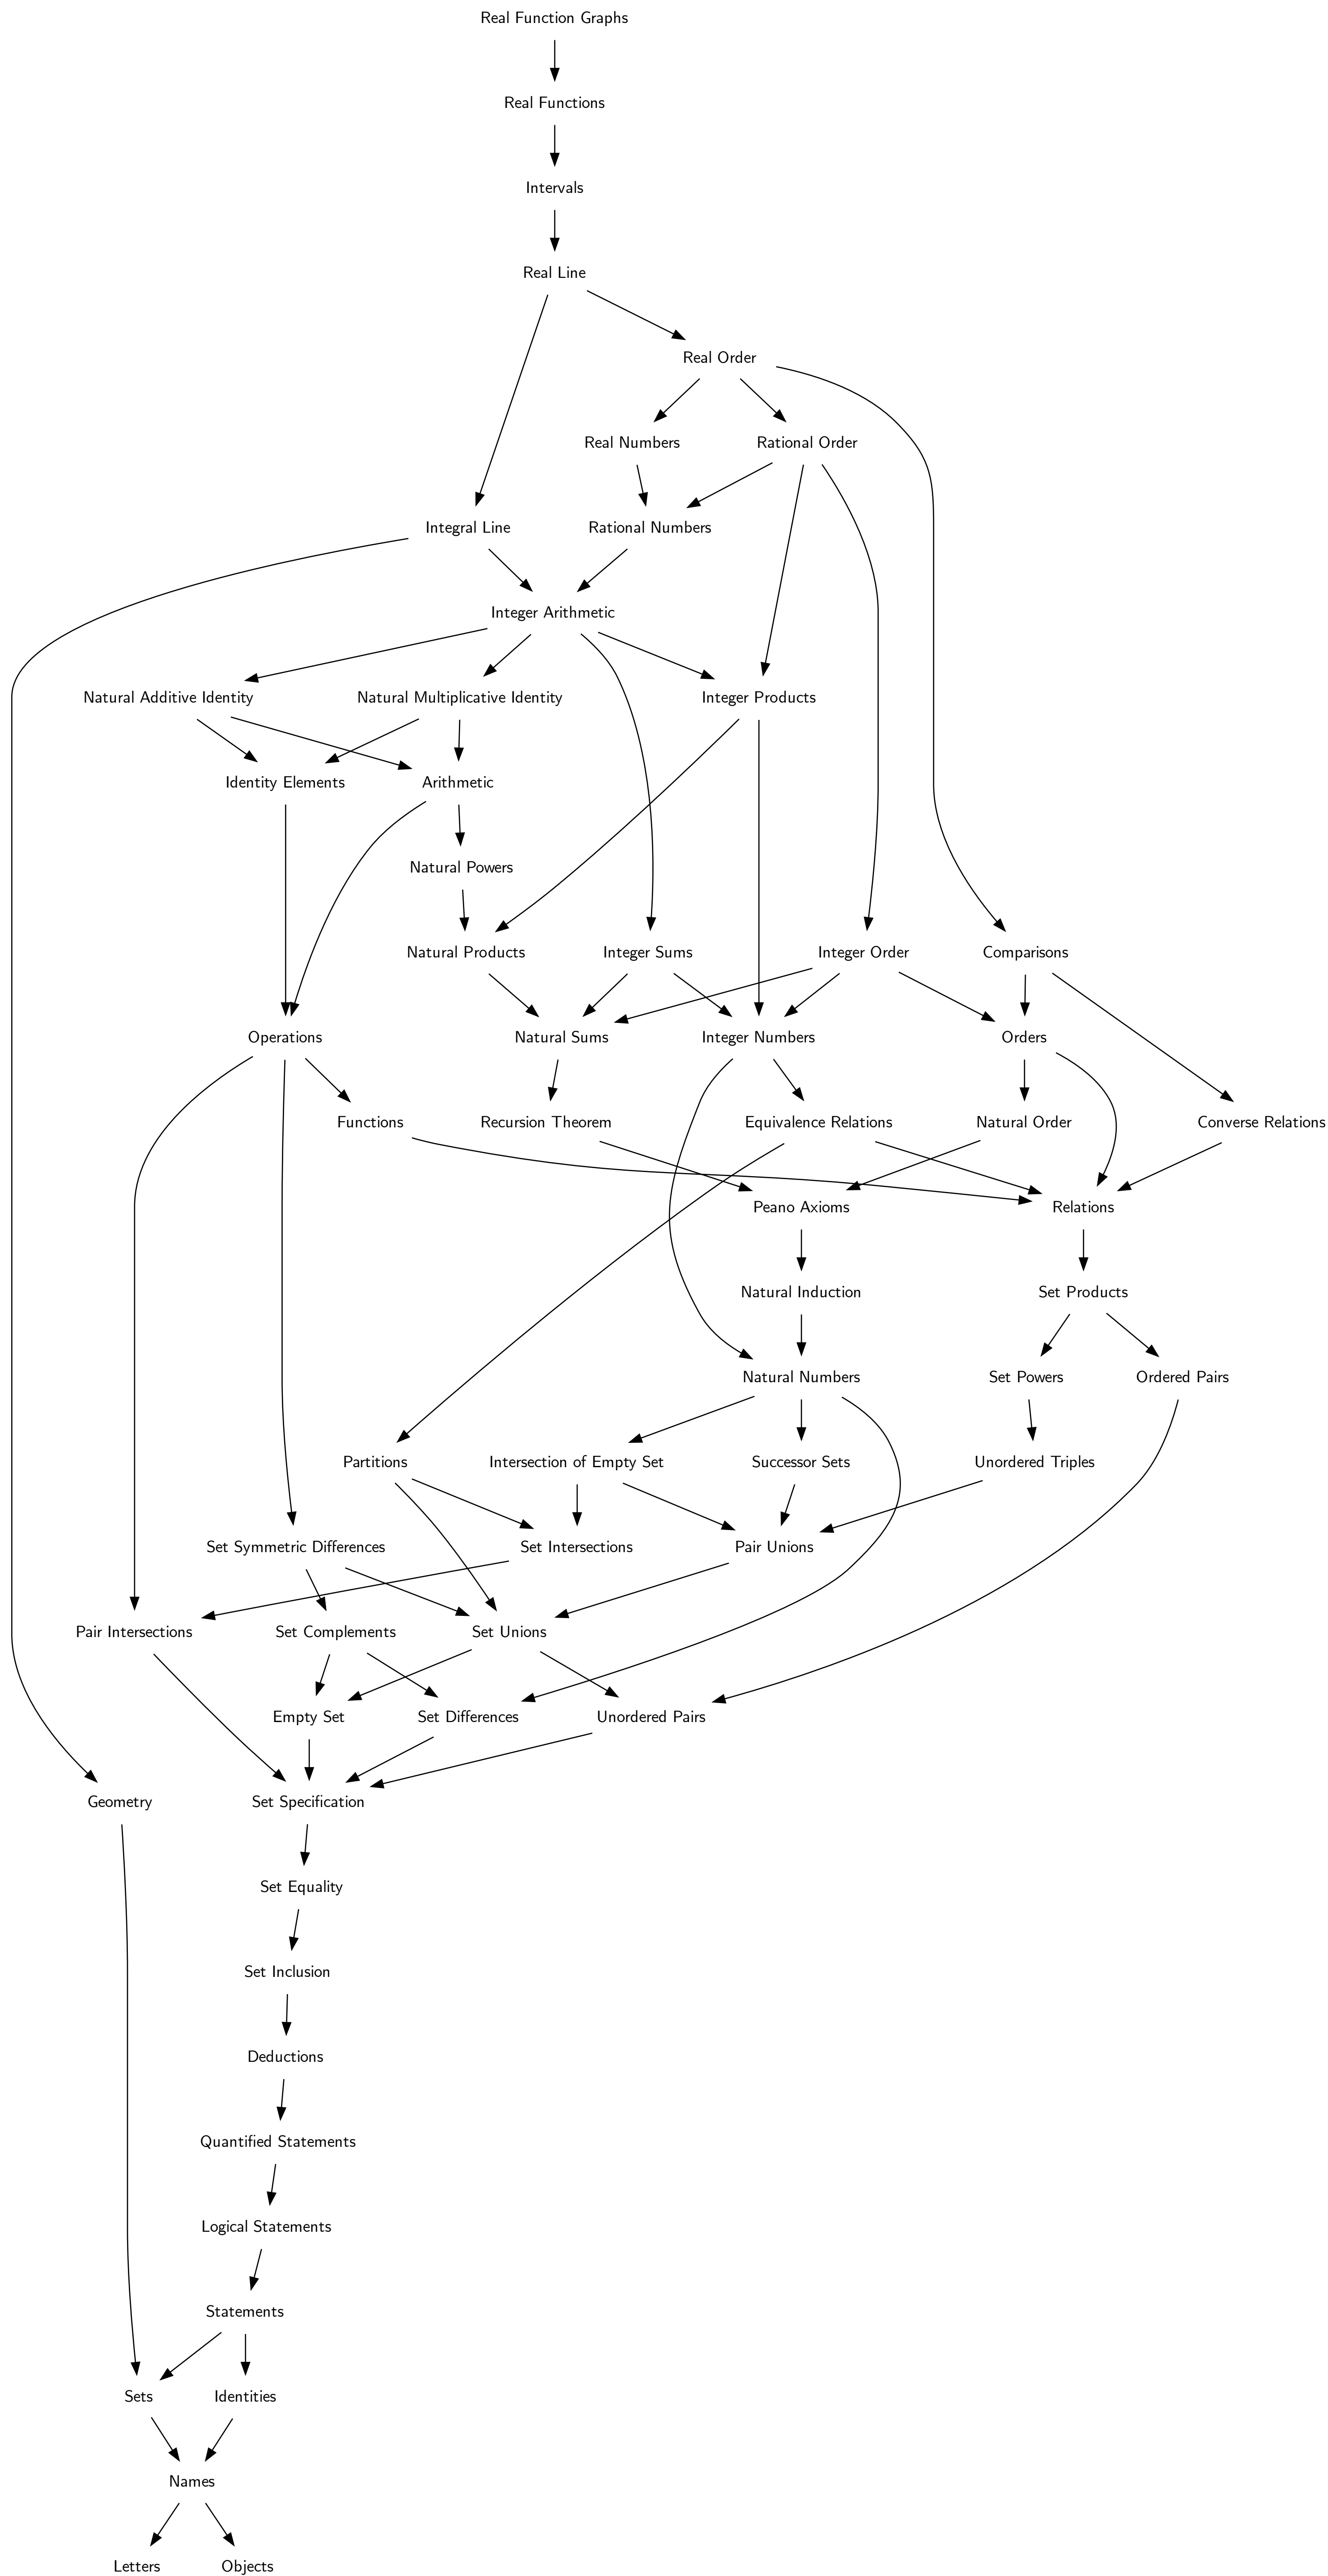 Real Function Graphs
Real Functions
Intervals
Real Line
Real Order
Real Numbers
Rational Order
Integral Line
Rational Numbers
Integer Arithmetic
Natural Additive Identity
Natural Multiplicative Identity
Integer Products
Identity Elements
Arithmetic
Natural Powers
Natural Products
Integer Sums
Integer Order
Comparisons
Operations
Natural Sums
Integer Numbers
Orders
Functions
Recursion Theorem
Equivalence Relations
Natural Order
Converse Relations
Peano Axioms
Relations
Natural Induction
Set Products
Natural Numbers
Set Powers
Ordered Pairs
Partitions
Intersection of Empty Set
Successor Sets
Unordered Triples
Set Symmetric Differences
Set Intersections
Pair Unions
Pair Intersections
Set Complements
Set Unions
Empty Set
Set Differences
Unordered Pairs
Geometry
Set Specification
Set Equality
Set Inclusion
Deductions
Quantified Statements
Logical Statements
Statements
Sets
Identities
Names
Letters
Objects